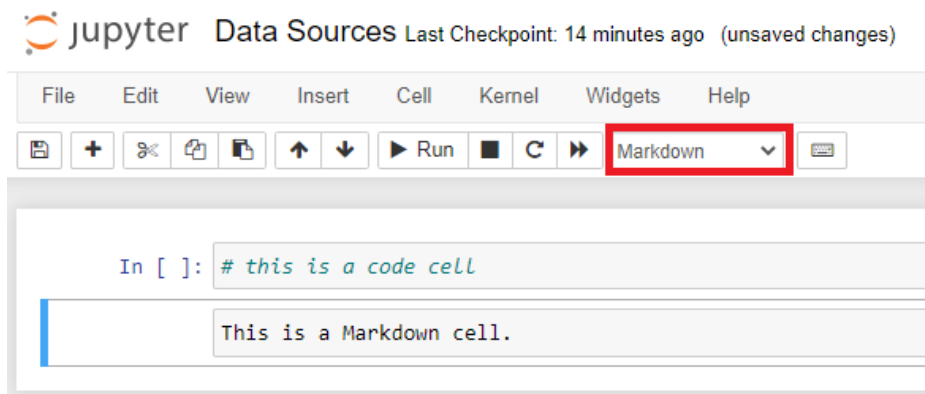 Jupyter Data Sources Last Checkpoint: 14 minutes ago (unsaved changes)
File Edit View Insert Cell Kernel Widgets Help
Run Markdown
In [ ]: # this is a code cell
This is a Markdown cell.